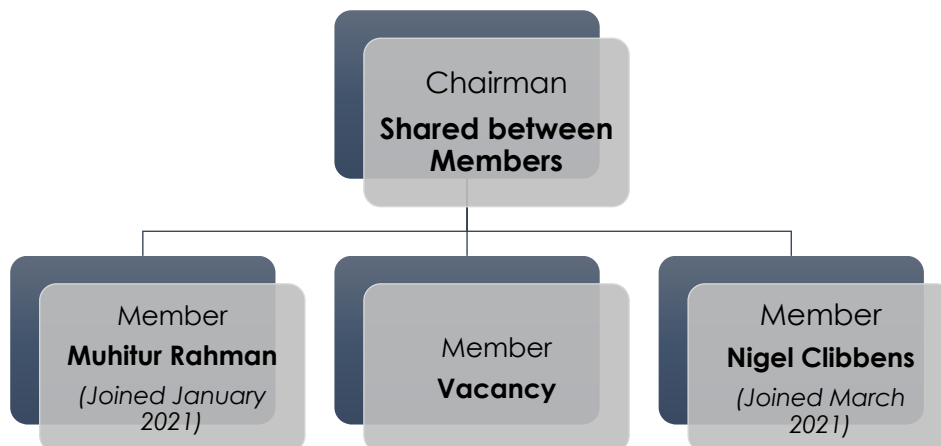 Chairman
Shared between
Members
Member
Muhitur Rahman
(Joined January
2021)
Member
Vacancy
Member
Nigel Clibbens
(Joined March
2021)